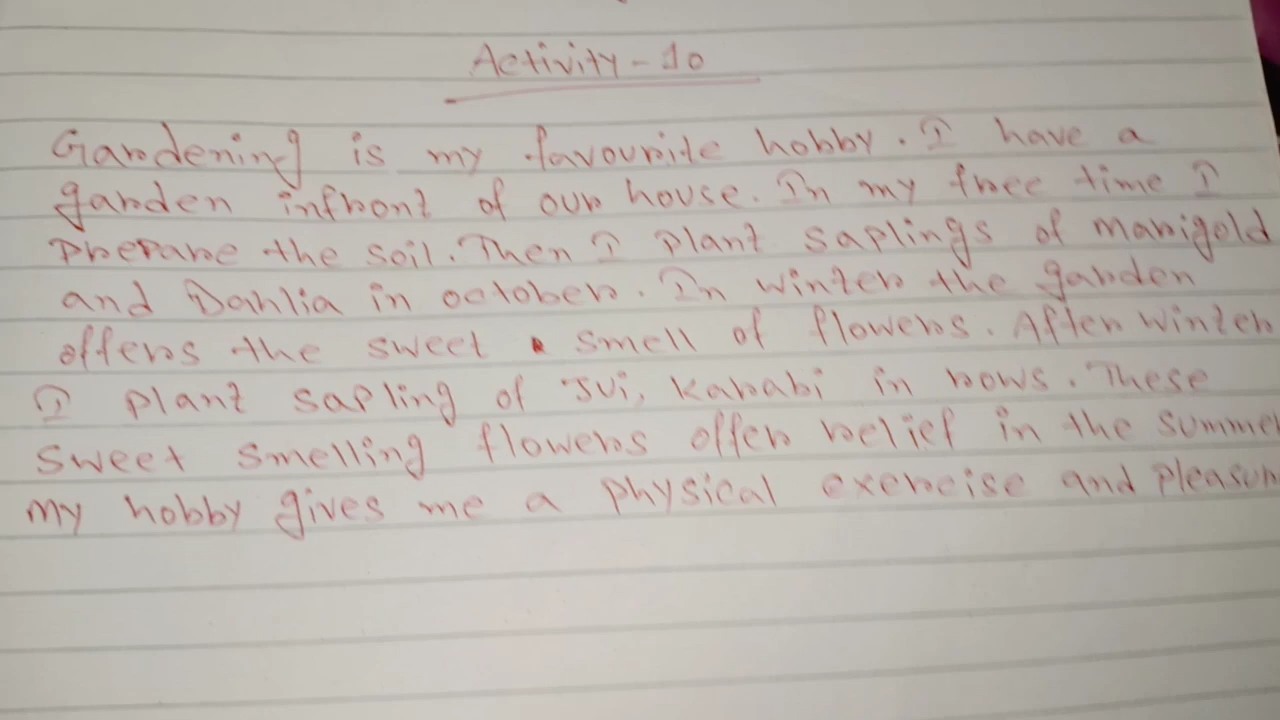 Activity - 10
Gardening is my favourite hobby. I have a
garden infront of our house. In my free time I
prepare the soil. Then I plant saplings of marigold
and Dahlia in october. In winter the garden
offers the sweet smell of flowers. After winter
I plant sapling of Jui, Karabi in rows. These
sweet smelling flowers offer relief in the summer
my hobby gives me a physical exercise and pleasur